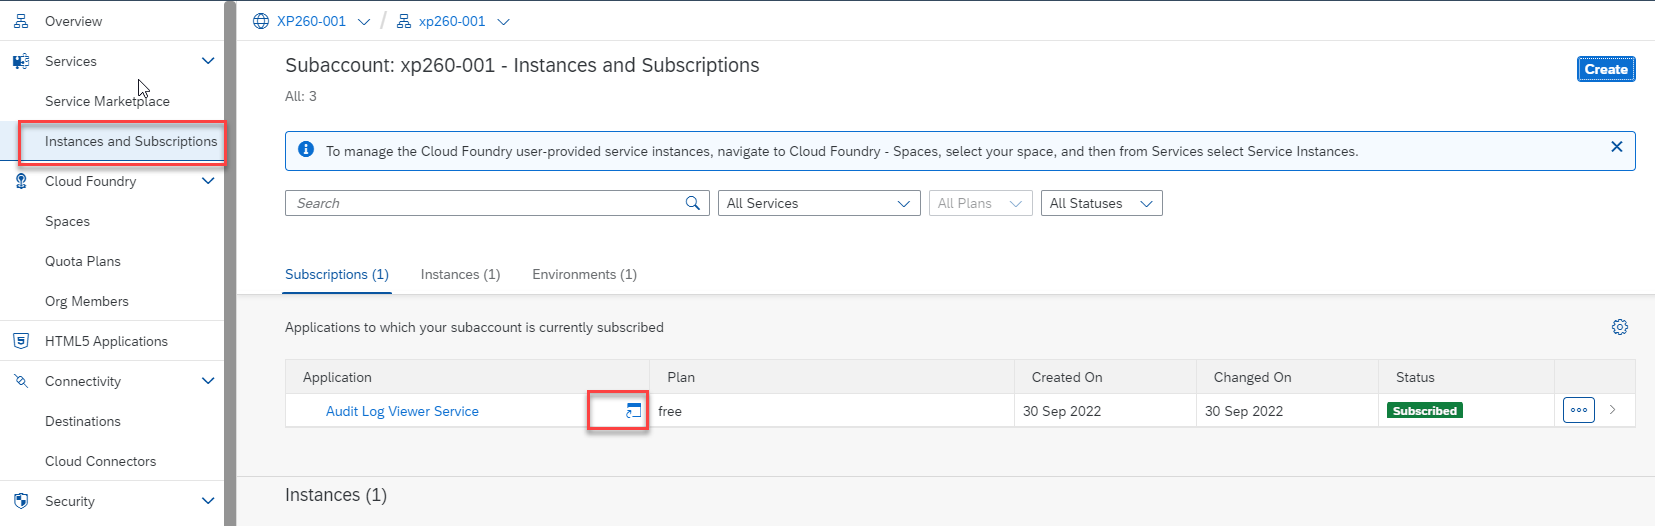 Overview
Services
Service Marketplace
Instances and Subscriptions
Cloud Foundry
Spaces
Quota Plans
Org Members
HTML5 Applications
Connectivity
Destinations
Cloud Connectors
Security
XP260-001 / xp260-001
Subaccount: xp260-001 - Instances and Subscriptions
Create
All: 3
To manage the Cloud Foundry user-provided service instances, navigate to Cloud Foundry - Spaces, select your space, and then from Services select Service Instances.
Search All Services All Plans All Statuses
Subscriptions (1) Instances (1) Environments (1)
Applications to which your subaccount is currently subscribed
Application Plan Created On Changed On Status
Audit Log Viewer Service free 30 Sep 2022 30 Sep 2022 Subscribed
Instances (1)